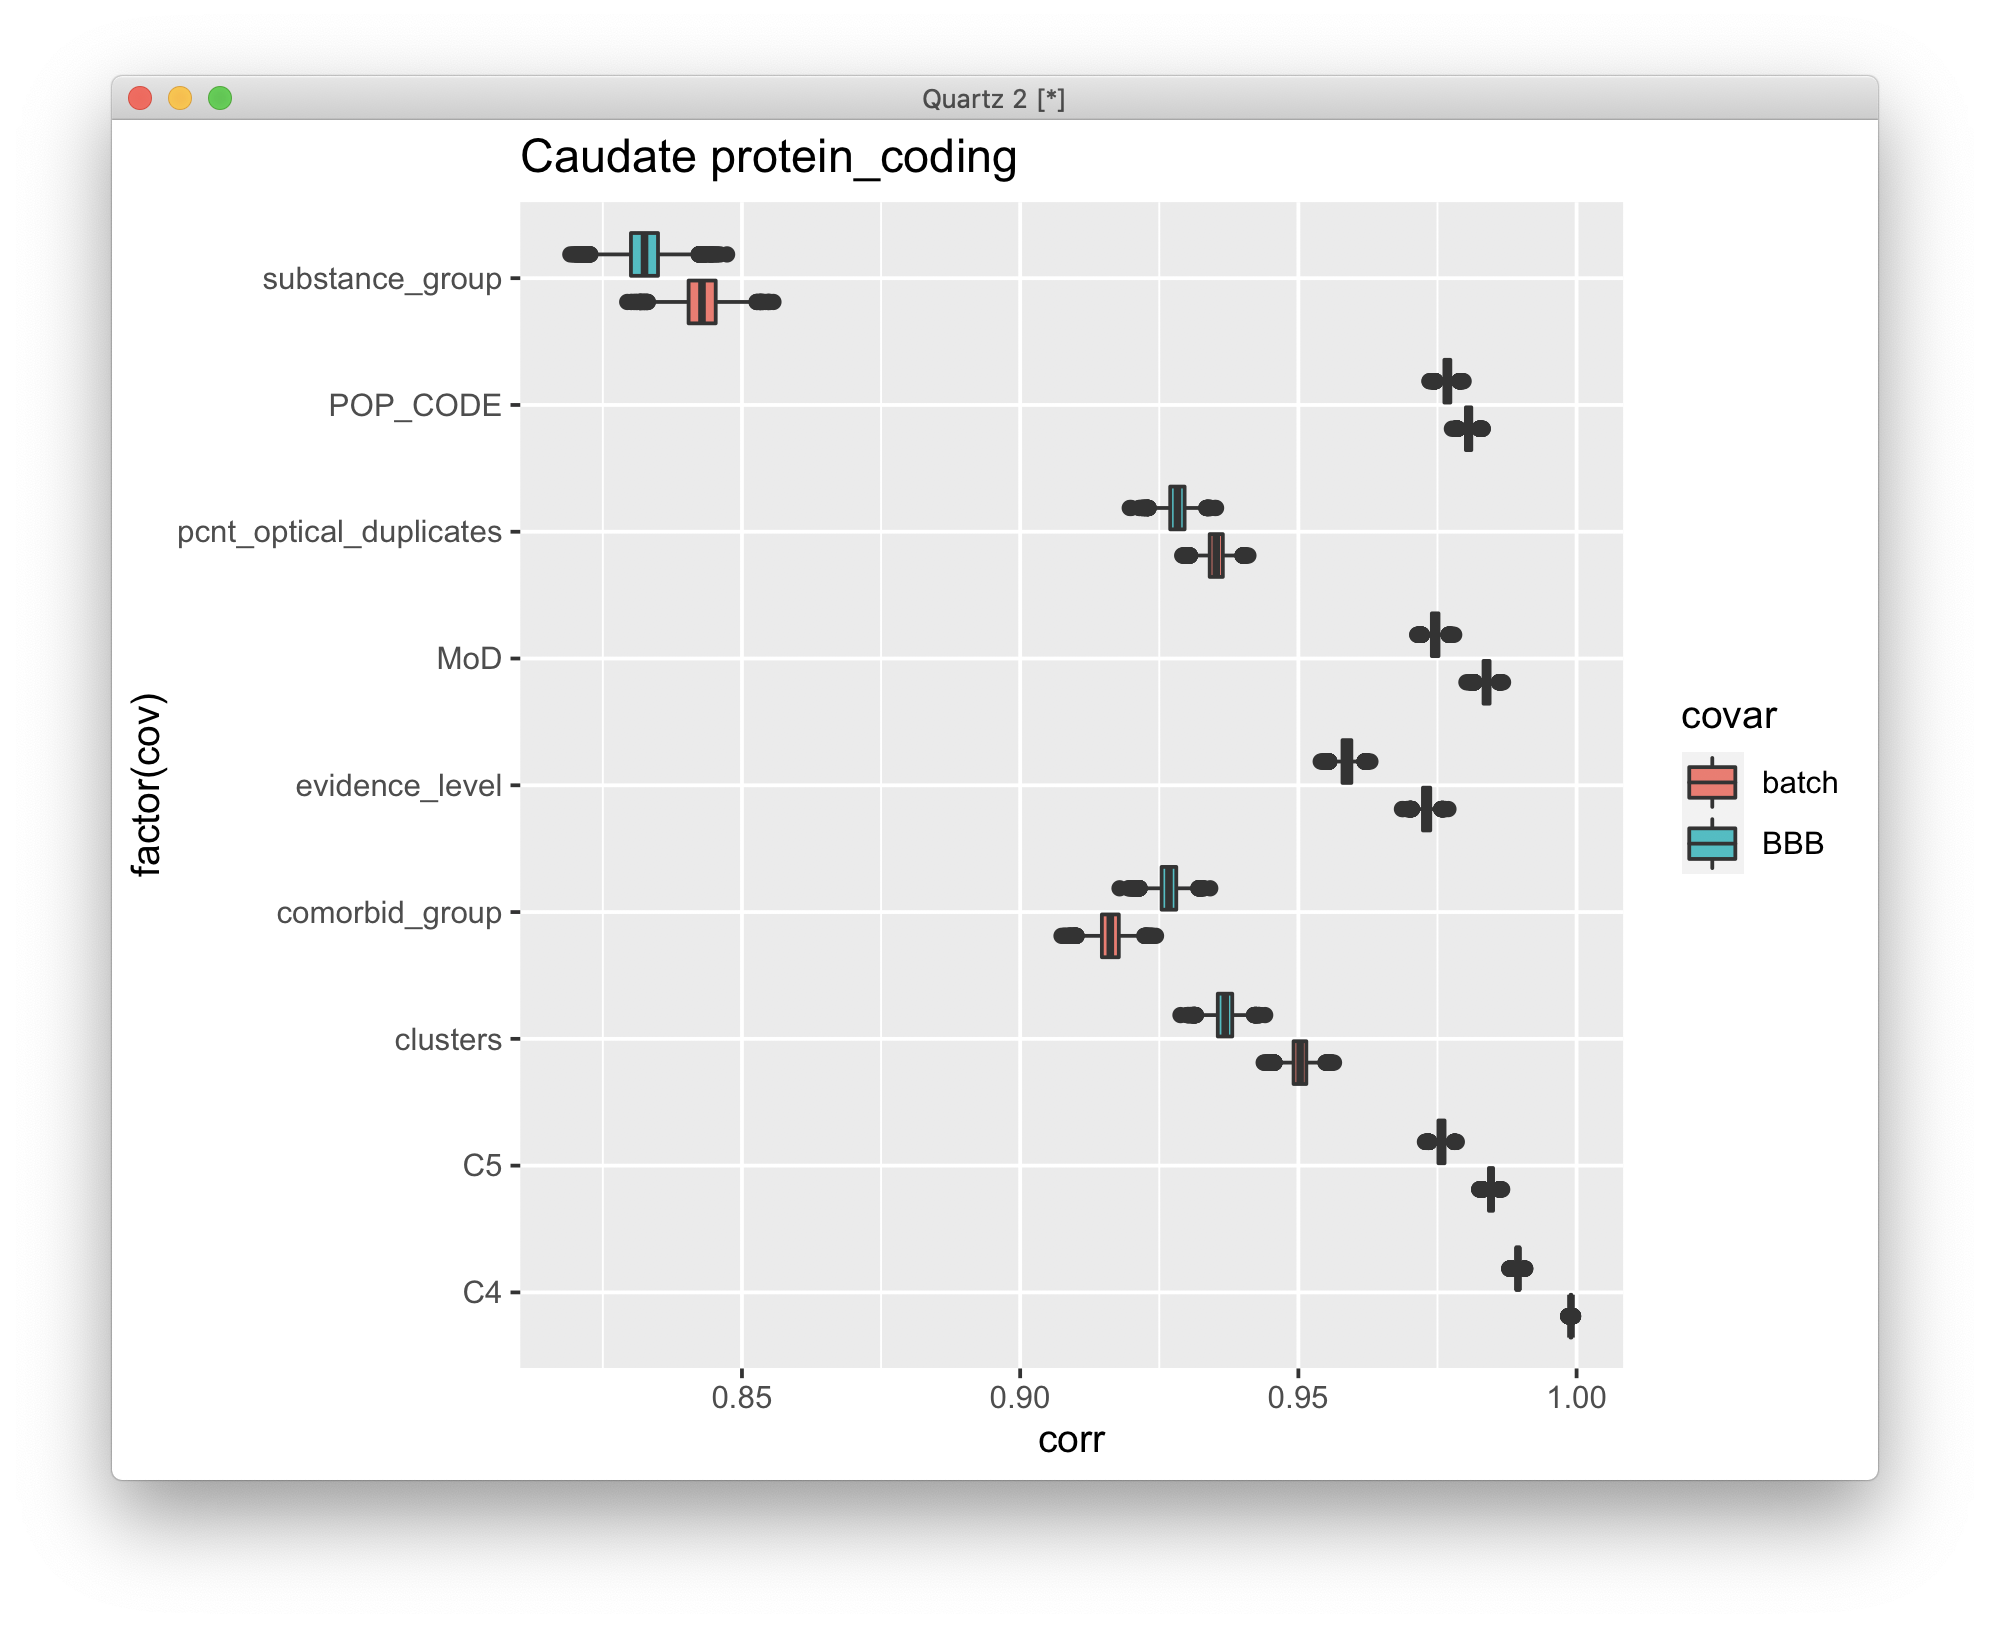 Quartz 2 [*]
Caudate protein_coding
substance_group
POP_CODE
pcnt_optical_duplicates
MoD
evidence_level
comorbid_group
clusters
C5
C4
factor(cov)
0.85 0.90 0.95 1.00
corr
covar
batch
BBB